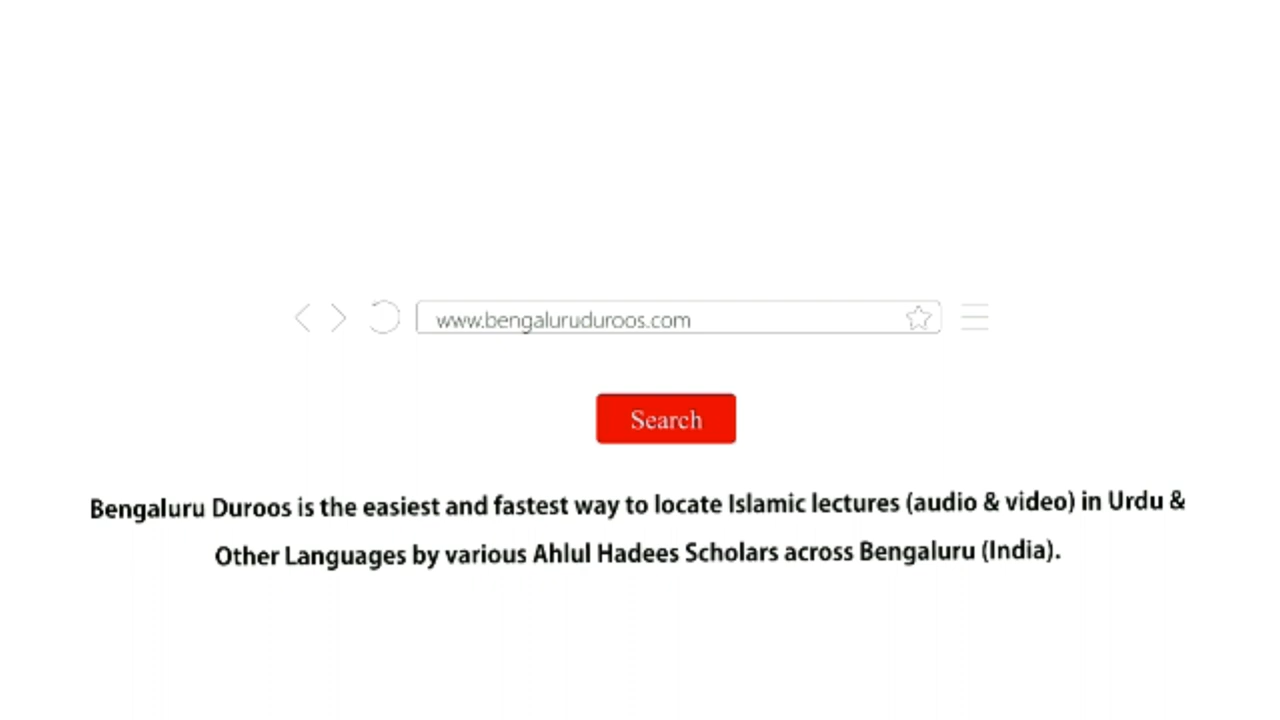 www.bengaluruduroos.com
Search
Bengaluru Duroos is the easiest and fastest way to locate Islamic lectures (audio & video) in Urdu &
Other Languages by various Ahlul Hadees Scholars across Bengaluru (India).